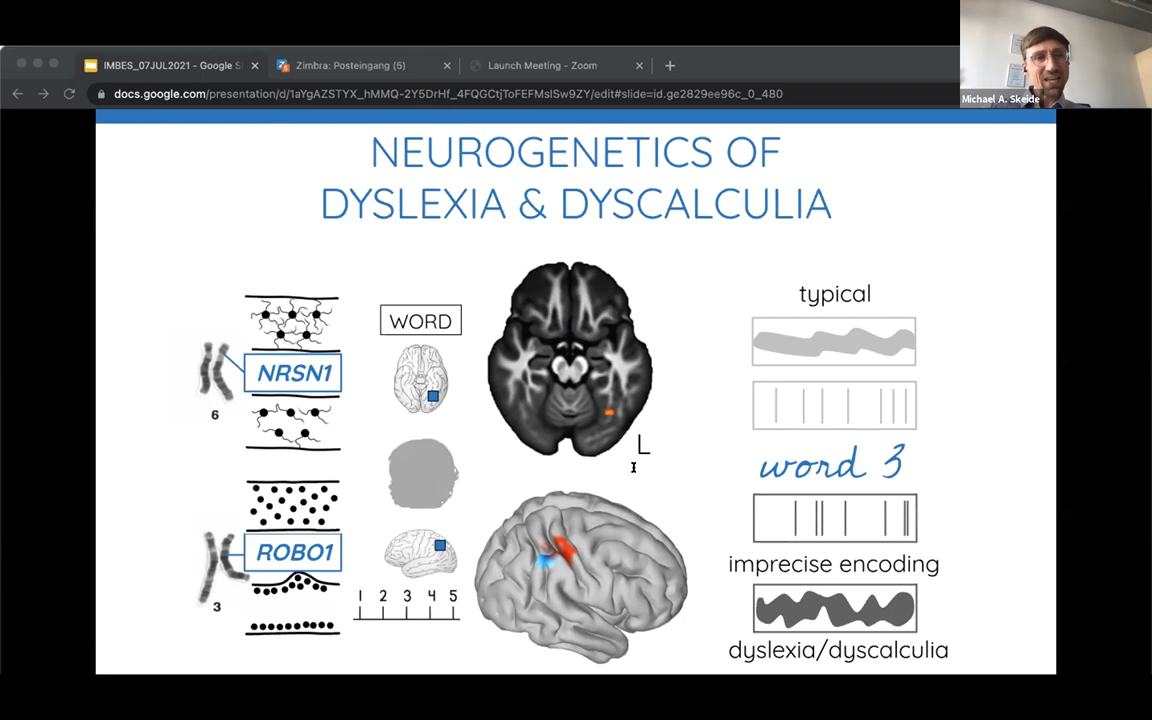 IMBES_07JUL2021 - Google S
Zimbra: Posteingang (5)
Launch Meeting - Zoom
docs.google.com/presentation/d/1aYgAZSTYX_hMMQ-2Y5DrHf_4FQGCtjToFEFMslSw9ZY/edit#slide=id.ge2829ee96c_0_480
Michael A. Skeide
NEUROGENETICS OF
DYSLEXIA & DYSCALCULIA
NRSN1
6
ROBO1
3
WORD
1 2 3 4 5
L
typical
word 3
imprecise encoding
dyslexia/dyscalculia